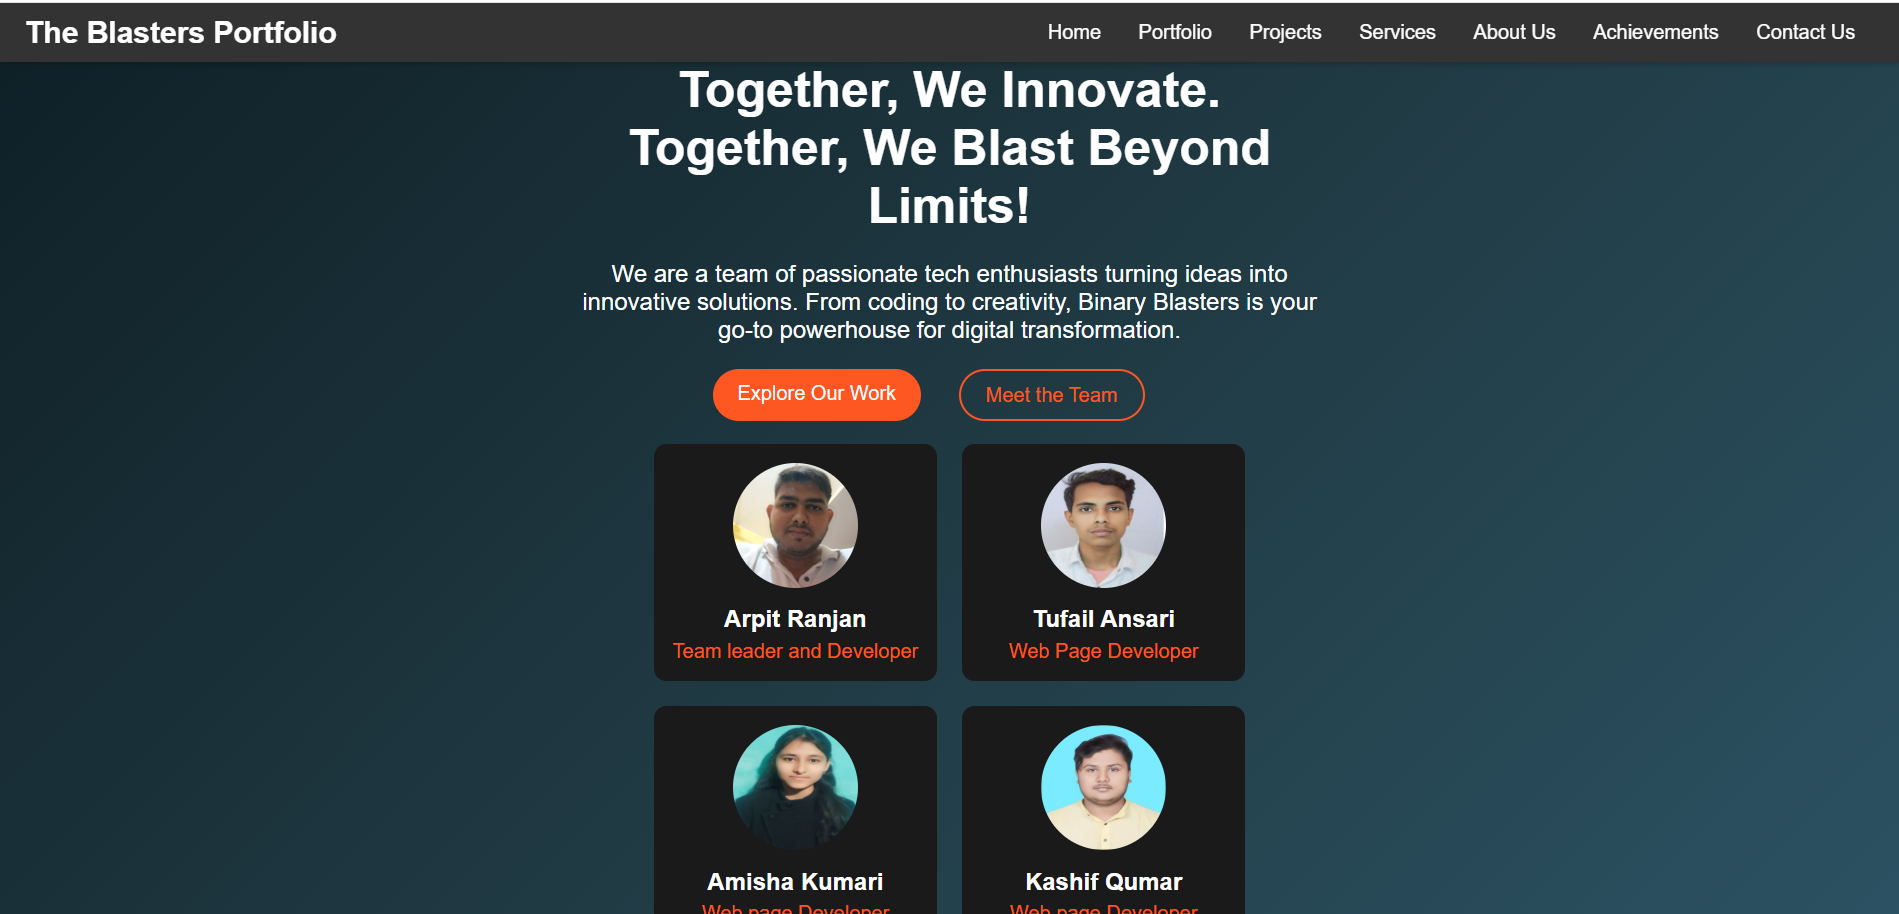 The Blasters Portfolio
Home Portfolio Projects Services About Us Achievements Contact Us
Together, We Innovate.
Together, We Blast Beyond
Limits!
We are a team of passionate tech enthusiasts turning ideas into
innovative solutions. From coding to creativity, Binary Blasters is your
go-to powerhouse for digital transformation.
Explore Our Work
Meet the Team
Arpit Ranjan
Team leader and Developer
Tufail Ansari
Web Page Developer
Amisha Kumari
Web page Developer
Kashif Qumar
Web page Developer